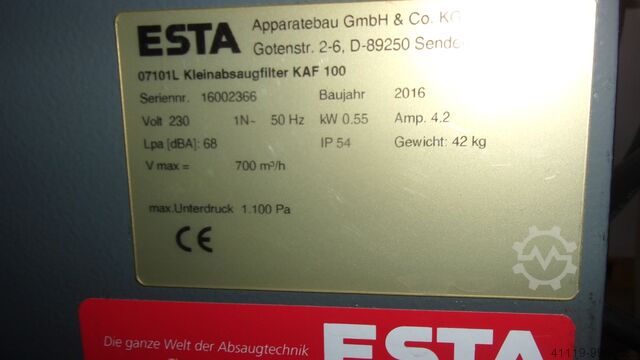 ESTA
Apparatebau GmbH & Co. KG
Gotenstr. 2-6, D-89250
07101L Kleinabsaugfilter KAF 100
Seriennr. 16002366 Baujahr 2016
Volt 230 1N~ 50 Hz kW 0.55 Amp. 4.2
Lpa [dBA]: 68 IP 54 Gewicht: 42 kg
V max = 700 m³/h
max.Unterdruck 1.100 Pa
CE
Die ganze Welt der Absaugtechnik
ESTA